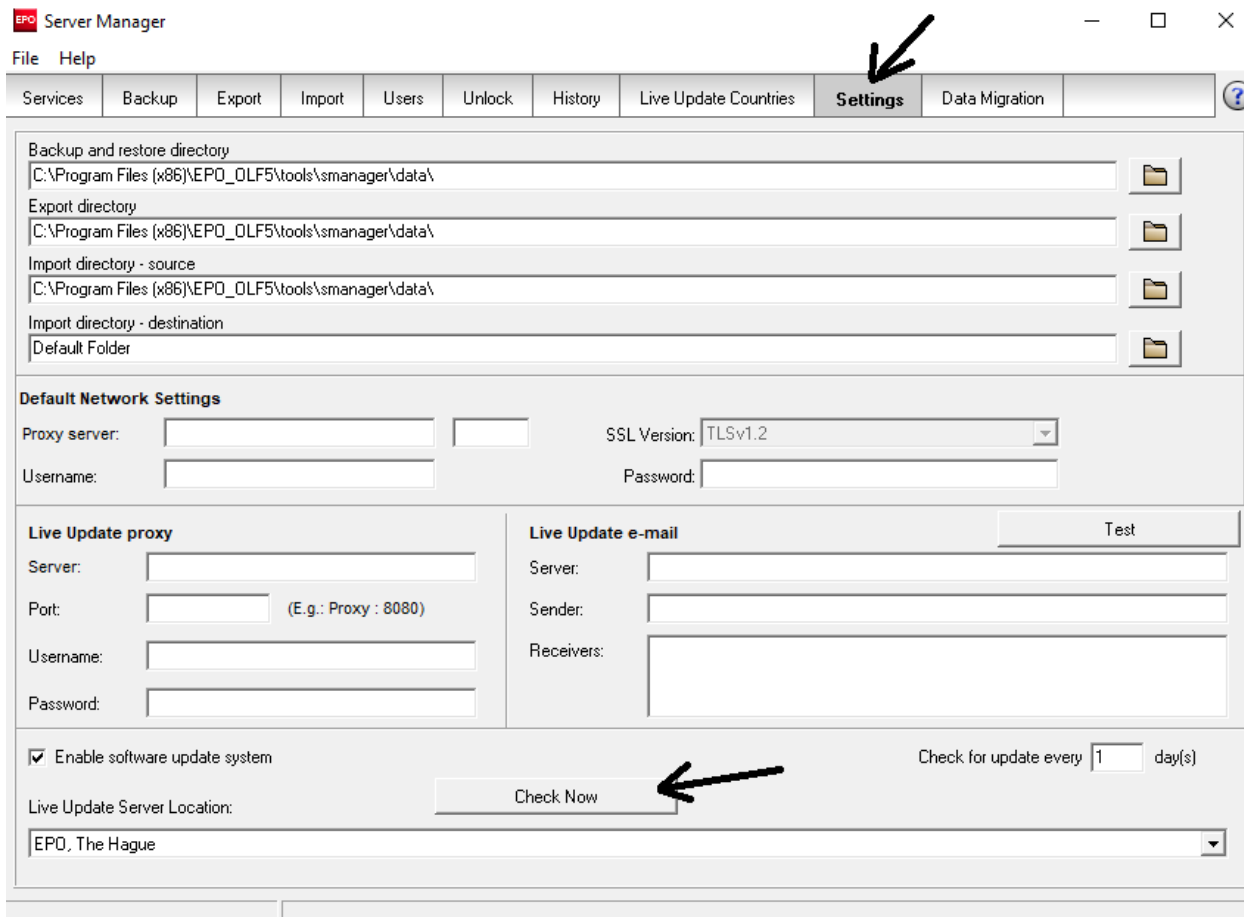 EPO Server Manager
File Help
Services Backup Export Import Users Unlock History Live Update Countries Settings Data Migration ?
Backup and restore directory
C:\Program Files (x86)\EPO_OLF5\tools\smanager\data\
Export directory
C:\Program Files (x86)\EPO_OLF5\tools\smanager\data\
Import directory - source
C:\Program Files (x86)\EPO_OLF5\tools\smanager\data\
Import directory - destination
Default Folder
Default Network Settings
Proxy server: SSL Version: TLSv1.2
Username: Password:
Live Update proxy Live Update e-mail Test
Server: Server:
Port: (E.g.: Proxy : 8080) Sender:
Username: Receivers:
Password:
Enable software update system Check for update every 1 day(s)
Check Now
Live Update Server Location:
EPO, The Hague